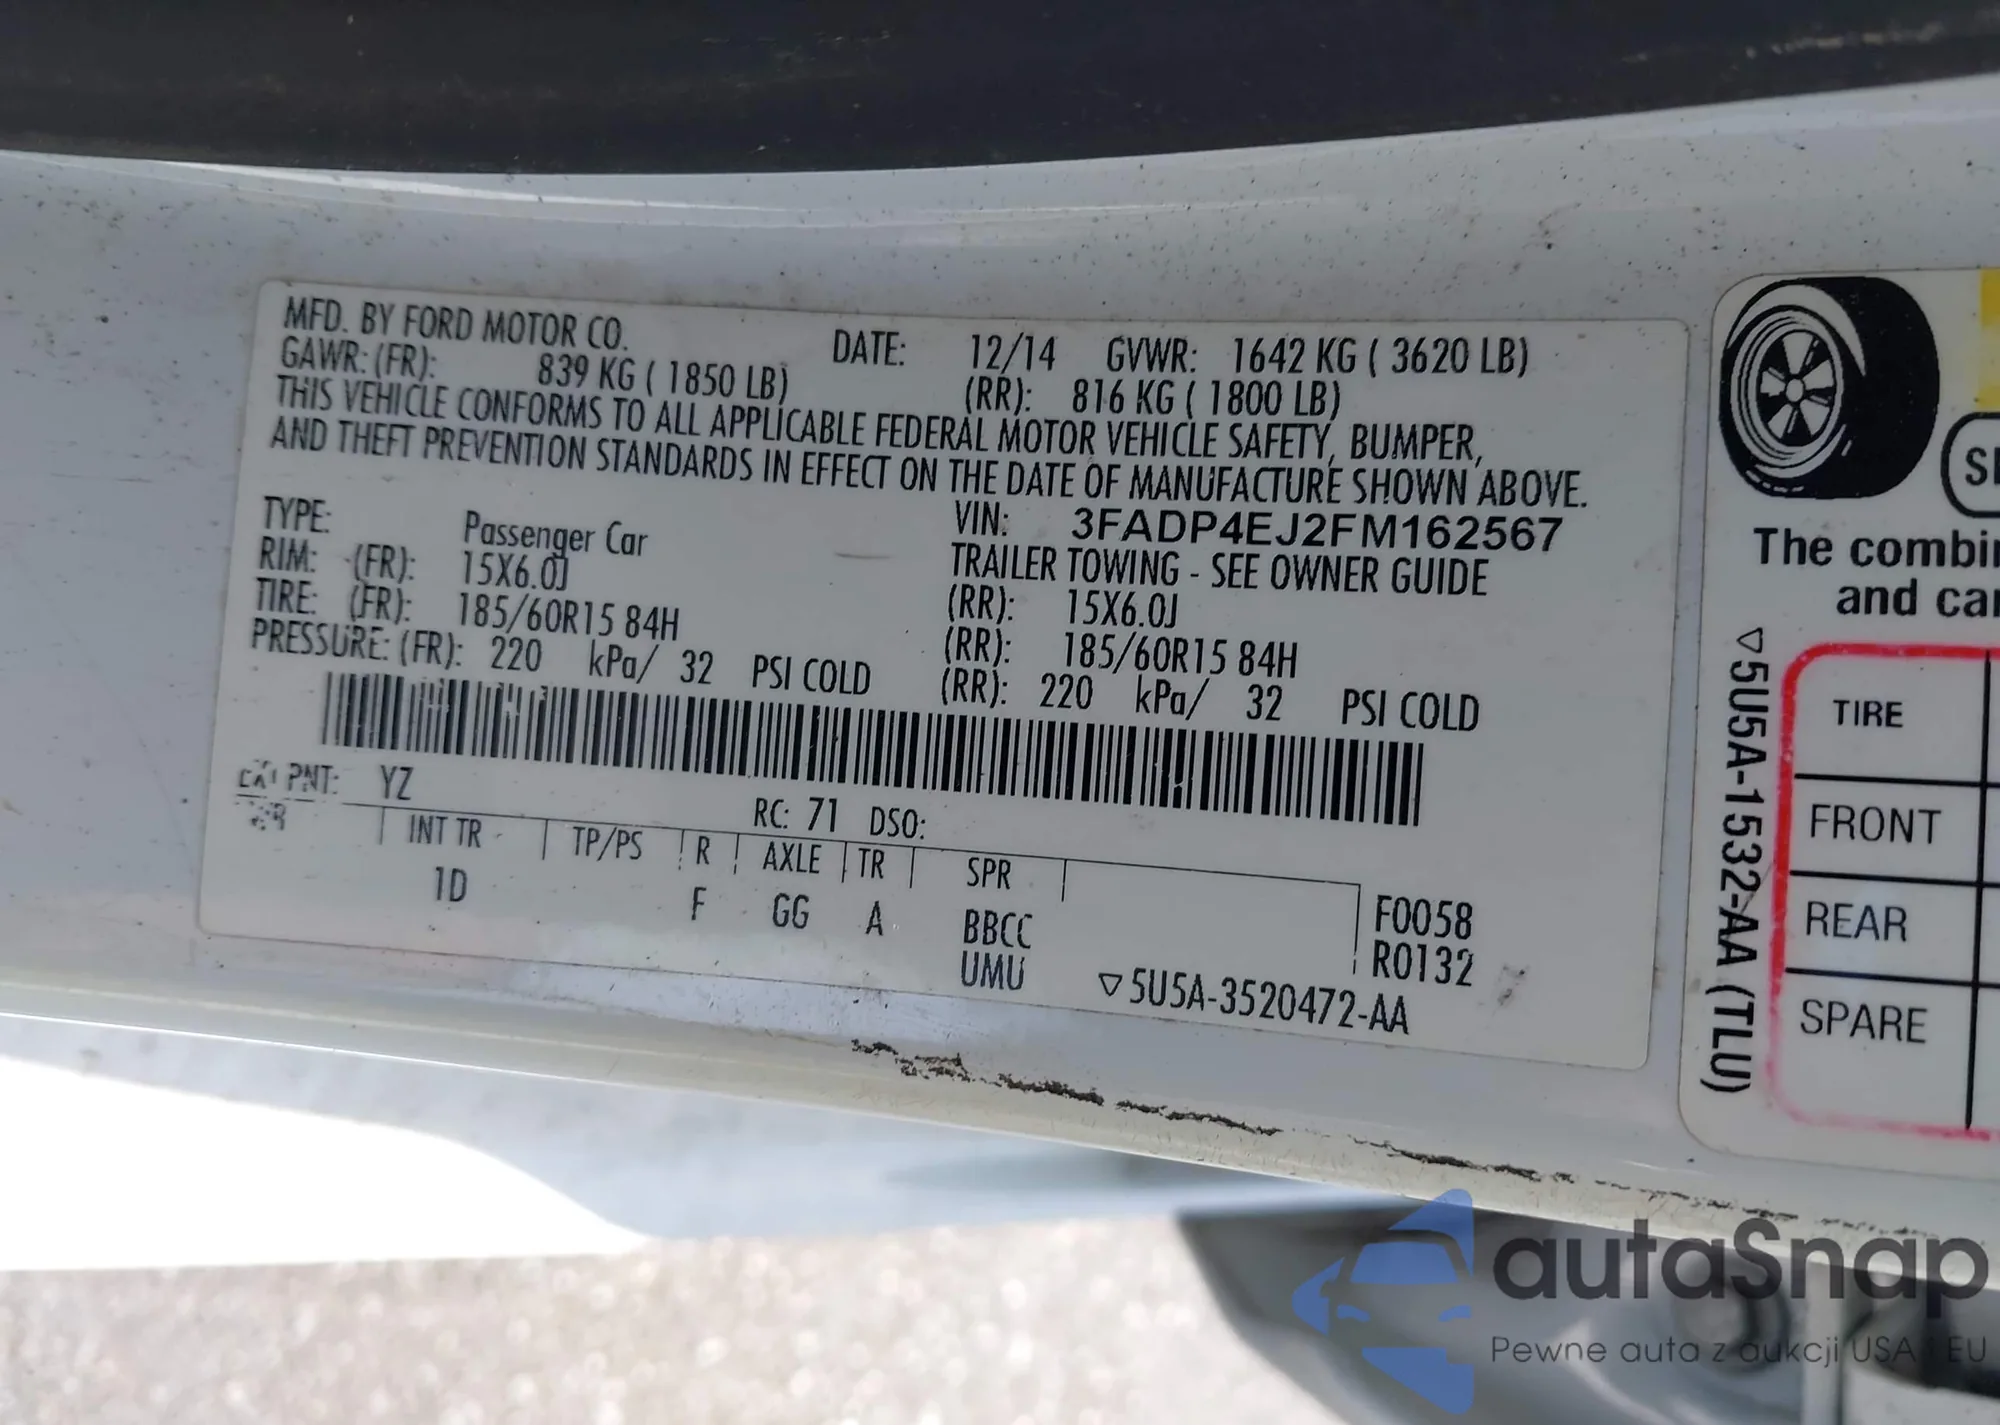 MFD. BY FORD MOTOR CO. DATE: 12/14 GVWR: 1642 KG ( 3620 LB)
GAWR: (FR): 839 KG ( 1850 LB) (RR): 816 KG ( 1800 LB)
THIS VEHICLE CONFORMS TO ALL APPLICABLE FEDERAL MOTOR VEHICLE SAFETY, BUMPER,
AND THEFT PREVENTION STANDARDS IN EFFECT ON THE DATE OF MANUFACTURE SHOWN ABOVE.
VIN: 3FADP4EJ2FM162567
TYPE: Passenger Car TRAILER TOWING - SEE OWNER GUIDE
RIM: (FR): 15X6.0J (RR): 15X6.0J
TIRE: (FR): 185/60R15 84H (RR): 185/60R15 84H
PRESSURE: (FR): 220 kPa/ 32 PSI COLD (RR): 220 kPa/ 32 PSI COLD
EXT PNT: YZ RC: 71 DSO:
INT TR TP/PS R AXLE TR SPR
1D F GG A BBCC F0058
UMU R0132
▽5U5A-3520472-AA
The
and
▽5U5A-1532-AA (TLU)
TIRE
FRONT
REAR
SPARE
autaSnap
Pewne auta z aukcji USA i EU